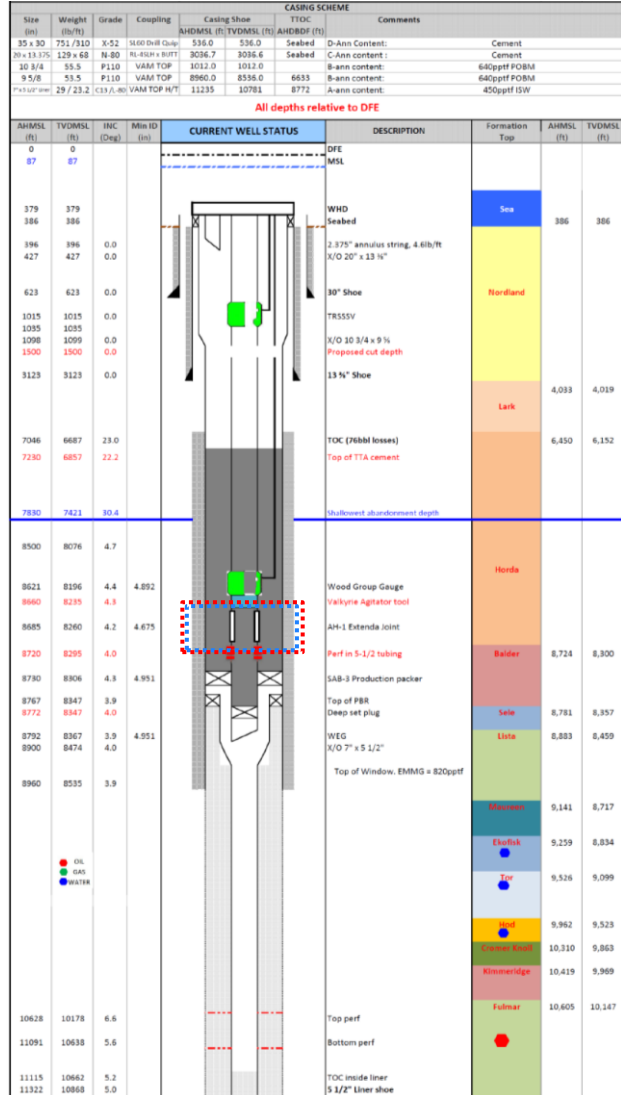 CASING SCHEME
Size Weight Grade Coupling Casing Shoe TTOC Comments
(in) (lb/ft) AHDMSL (ft) TVDMSL (ft) AHDBDF (ft)
35 x 30 751 /310 X-52 SL60 Drill Quip 536.0 536.0 Seabed D-Ann Content: Cement
20 x 13.375 129 x 68 N-80 RL-4SLH x BUTT 3036.7 3036.6 Seabed C-Ann content : Cement
10 3/4 55.5 P110 VAM TOP 1012.0 1012.0 B-ann content: 640pptf POBM
9 5/8 53.5 P110 VAM TOP 8960.0 8536.0 6633 B-ann content: 640pptf POBM
29 / 23.2 C13 /L-80 VAM TOP H/T 11235 10781 8772 A-ann content: 450pptf ISW
All depths relative to DFE
AHMSL TVDMSL INC Min ID CURRENT WELL STATUS DESCRIPTION Formation AHMSL TVDMSL
(ft) (ft) (Deg) (in) Top (ft) (ft)
0 0 DFE
87 87 MSL
379 379 WHD Sea
386 386 Seabed 386 386
396 396 0.0 2.375" annulus string, 4.6lb/ft
427 427 0.0 X/O 20" x 13 ⅜"
623 623 0.0 30" Shoe Nordland
1015 1015 0.0 TRSSSV
1035 1035
1098 1099 0.0 X/O 10 3/4 x 9 ⅝
1500 1500 0.0 Proposed cut depth
3123 3123 0.0 13 ⅜" Shoe
4,033 4,019
Lark
7046 6687 23.0 TOC (76bbl losses) 6,450 6,152
7230 6857 22.2 Top of TTA cement
7830 7421 30.4 Shallowest abandonment depth
8500 8076 4.7
Horda
8621 8196 4.4 4.892 Wood Group Gauge
8660 8235 4.3 Valkyrie Agitator tool
8685 8260 4.2 4.675 AH-1 Extenda Joint
8720 8295 4.0 Perf in 5-1/2 tubing Balder 8,724 8,300
8730 8306 4.3 4.951 SAB-3 Production packer
8767 8347 3.9 Top of PBR
8772 8347 4.0 Deep set plug Sele 8,781 8,357
8792 8367 3.9 4.951 WEG Lista 8,883 8,459
8900 8474 4.0 X/O 7" x 5 1/2"
Top of Window. EMMG = 820pptf
8960 8535 3.9
Maureen 9,141 8,717
Ekofisk 9,259 8,834
OIL
GAS
WATER
Tor 9,526 9,099
Hod 9,962 9,523
Cromer Knoll 10,310 9,863
Kimmeridge 10,419 9,969
Fulmar 10,605 10,147
10628 10178 6.6 Top perf
11091 10638 5.6 Bottom perf
11115 10662 5.2 TOC inside liner
11322 10868 5.0 5 1/2" Liner shoe